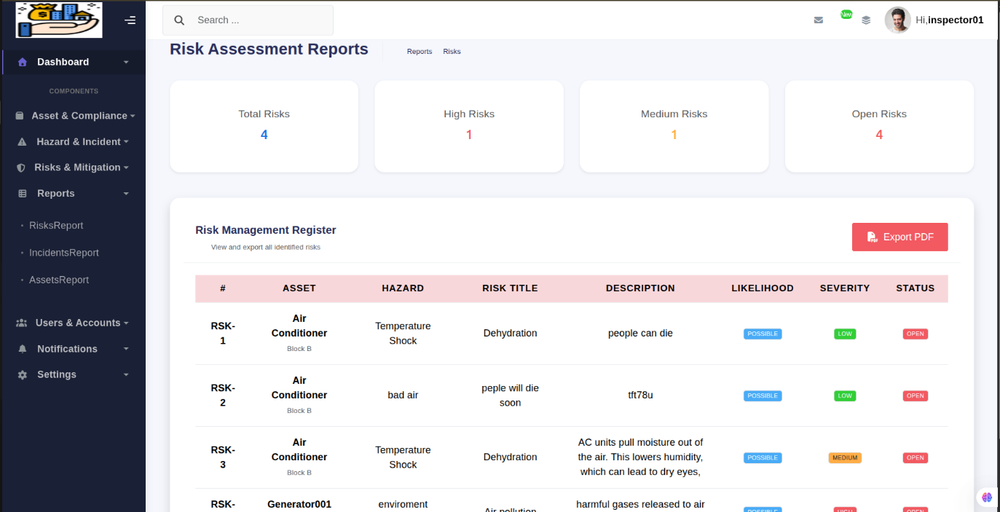 Search ...
New
Hi,inspector01
Dashboard
COMPONENTS
Asset & Compliance
Hazard & Incident
Risks & Mitigation
Reports
RisksReport
IncidentsReport
AssetsReport
Users & Accounts
Notifications
Settings
Risk Assessment Reports
Reports
Risks
Total Risks
4
High Risks
1
Medium Risks
1
Open Risks
4
Risk Management Register
View and export all identified risks
Export PDF
# ASSET HAZARD RISK TITLE DESCRIPTION LIKELIHOOD SEVERITY STATUS
RSK-
1
Air
Conditioner
Block B
Temperature
Shock
Dehydration
people can die
POSSIBLE
LOW
OPEN
RSK-
2
Air
Conditioner
Block B
bad air
peple will die
soon
tft78u
POSSIBLE
LOW
OPEN
RSK-
3
Air
Conditioner
Block B
Temperature
Shock
Dehydration
AC units pull moisture out of
the air. This lowers humidity,
which can lead to dry eyes,
POSSIBLE
MEDIUM
OPEN
RSK-
Generator001
enviroment
Air pollution
harmful gases released to air
POSSIBLE
HIGH
OPEN